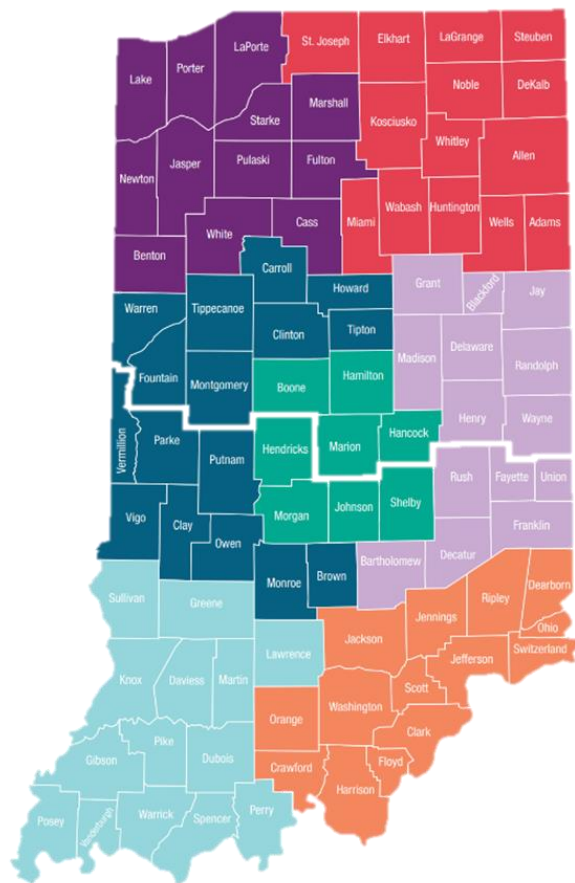 LaPorte
St. Joseph
Elkhart
LaGrange
Steuben
Lake
Porter
Noble
DeKalb
Starke
Marshall
Kosciusko
Whitley
Allen
Newton
Jasper
Pulaski
Fulton
Miami
Wabash
Huntington
Wells
Adams
White
Cass
Benton
Carroll
Howard
Grant
Blackford
Jay
Warren
Tippecanoe
Clinton
Tipton
Madison
Delaware
Randolph
Fountain
Montgomery
Boone
Hamilton
Henry
Wayne
Vermillion
Parke
Putnam
Hendricks
Marion
Hancock
Rush
Fayette
Union
Vigo
Clay
Owen
Morgan
Johnson
Shelby
Franklin
Decatur
Bartholomew
Monroe
Brown
Sullivan
Greene
Lawrence
Jackson
Jennings
Ripley
Dearborn
Ohio
Switzerland
Jefferson
Knox
Daviess
Martin
Orange
Washington
Scott
Clark
Gibson
Pike
Dubois
Crawford
Floyd
Harrison
Posey
Vanderburgh
Warrick
Spencer
Perry